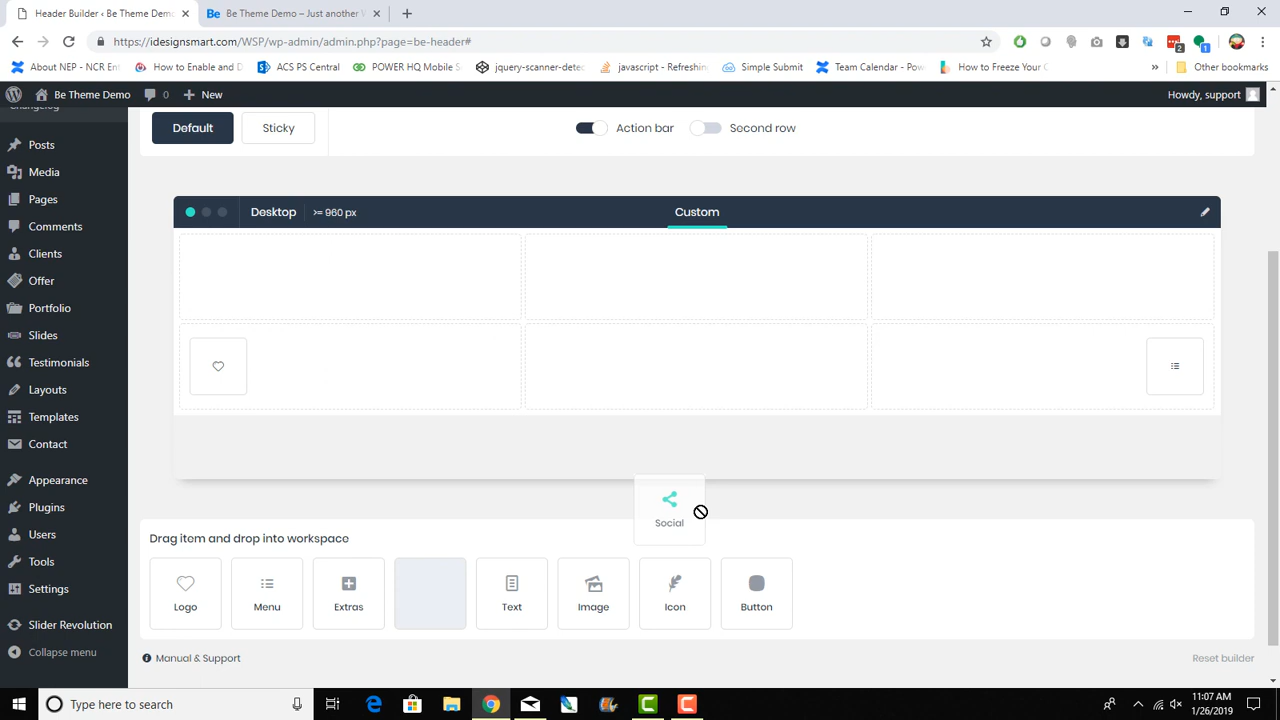 Header Builder ‹ Be Theme Demo
Be Theme Demo – Just another W
https://idesignsmart.com/WSP/wp-admin/admin.php?page=be-header#
About NEP - NCR Ent
How to Enable and D
ACS PS Central
POWER HQ Mobile S
jquery-scanner-detec
javascript - Refreshing
Simple Submit
Team Calendar - Pow
How to Freeze Your C
Other bookmarks
Be Theme Demo
0
New
Howdy, support
Changelog
Default
Sticky
Action bar
Second row
Posts
Media
Pages
Comments
Clients
Offer
Portfolio
Slides
Testimonials
Layouts
Templates
Contact
Appearance
Plugins
Users
Tools
Settings
Slider Revolution
Collapse menu
Desktop
>= 960 px
Custom
Social
Drag item and drop into workspace
Logo
Menu
Extras
Text
Image
Icon
Button
Manual & Support
Reset builder
Type here to search
11:07 AM
1/26/2019